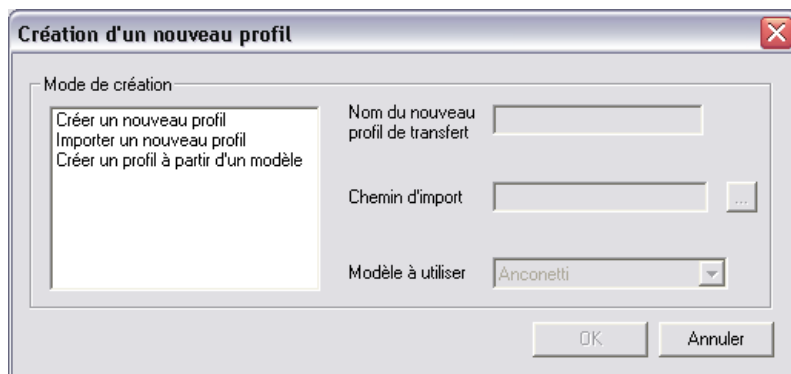 Création d'un nouveau profil
Mode de création
Créer un nouveau profil
Importer un nouveau profil
Créer un profil à partir d'un modèle
Nom du nouveau
profil de transfert
Chemin d'import
...
Modèle à utiliser
Anconetti
OK
Annuler